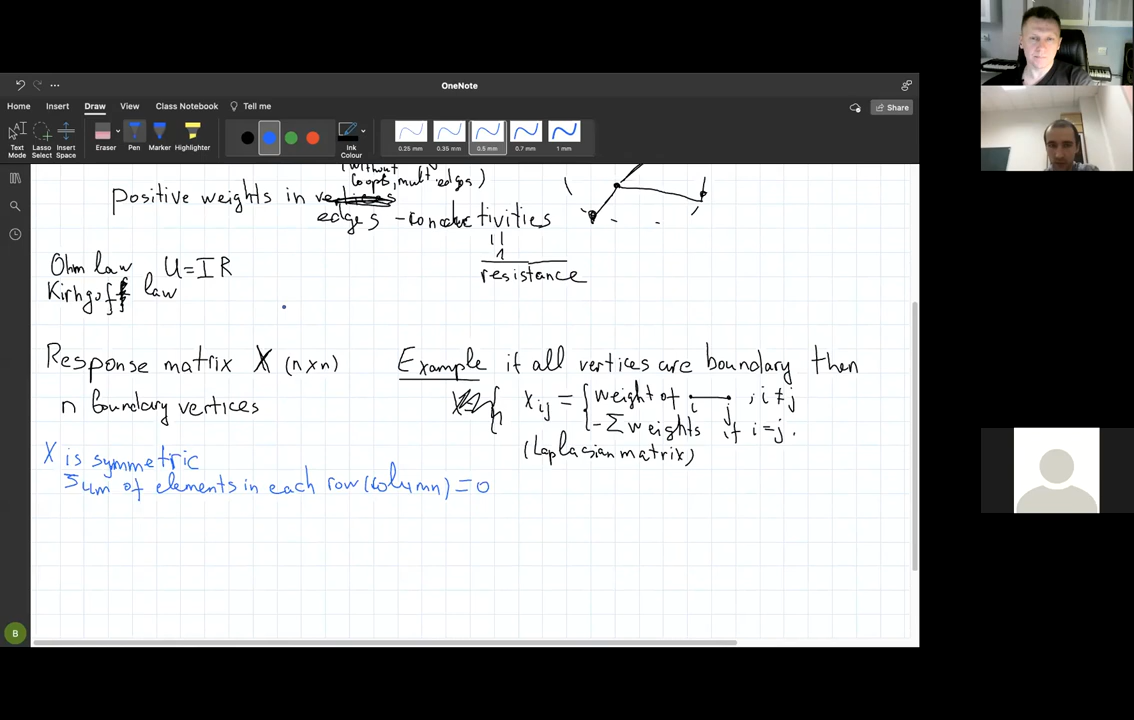 OneNote
Home Insert Draw View Class Notebook Tell me
Share
Text Mode
Lasso Select
Insert Space
Eraser
Pen
Marker
Highlighter
Ink Colour
0.25 mm 0.35 mm 0.5 mm 0.7 mm 1 mm
(without
loops, mult edges)
positive weights in
edges - conductivities
1
resistance
Ohm law U=IR
Kirhgoff law
Response matrix X (n×n)
n boundary vertices
Example if all vertices are boundary then
x_ij = { weight of i j , i≠j
-Σ weights if i=j.
(Laplasian matrix)
X is symmetric
Sum of elements in each row (column) = 0
B